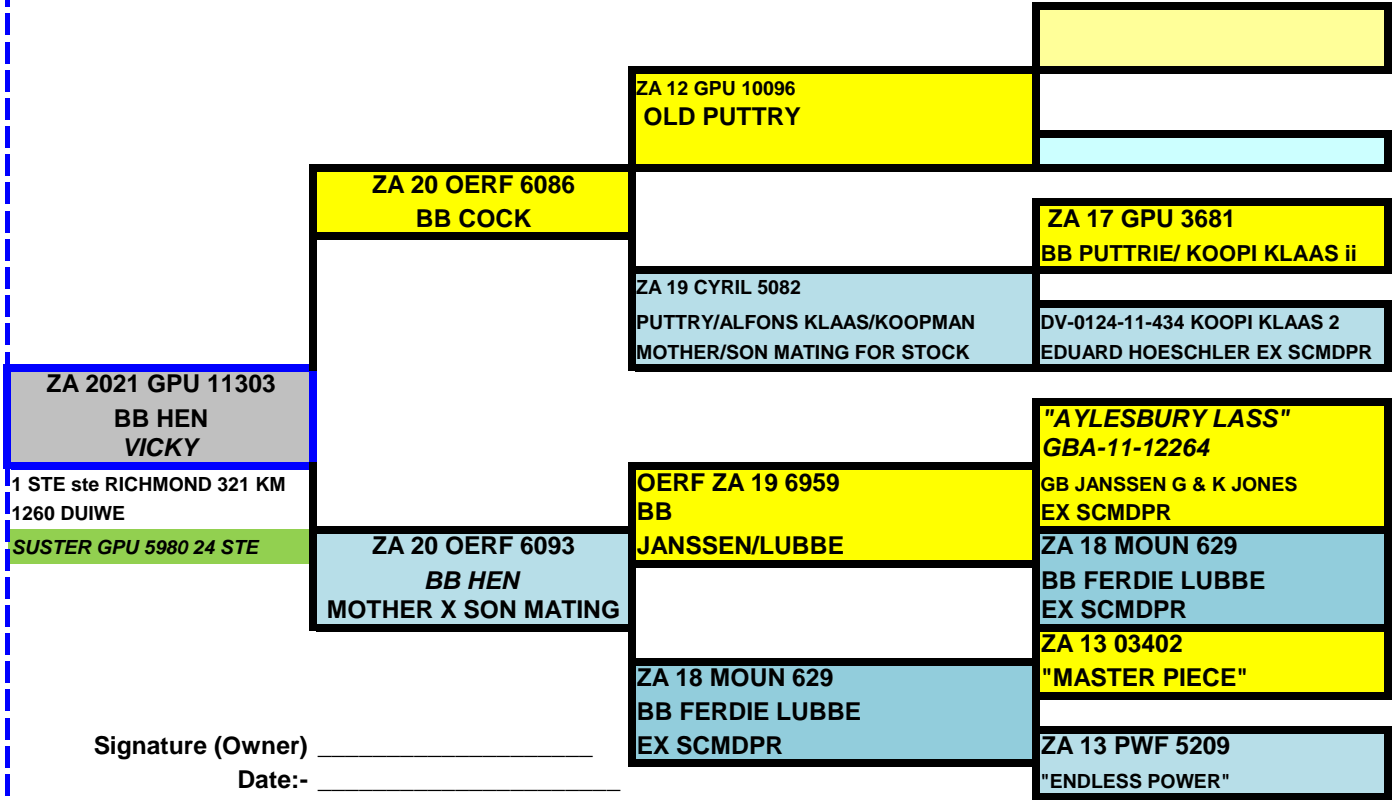 ZA 2021 GPU 11303
BB HEN
VICKY
1 STE ste RICHMOND 321 KM
1260 DUIWE
SUSTER GPU 5980 24 STE
ZA 20 OERF 6086
BB COCK
ZA 20 OERF 6093
BB HEN
MOTHER X SON MATING
ZA 12 GPU 10096
OLD PUTTRY
ZA 19 CYRIL 5082
PUTTRY/ALFONS KLAAS/KOOPMAN
MOTHER/SON MATING FOR STOCK
OERF ZA 19 6959
BB
JANSSEN/LUBBE
ZA 18 MOUN 629
BB FERDIE LUBBE
EX SCMDPR
ZA 17 GPU 3681
BB PUTTRIE/ KOOPI KLAAS ii
DV-0124-11-434 KOOPI KLAAS 2
EDUARD HOESCHLER EX SCMDPR
"AYLESBURY LASS"
GBA-11-12264
GB JANSSEN G & K JONES
EX SCMDPR
ZA 18 MOUN 629
BB FERDIE LUBBE
EX SCMDPR
ZA 13 03402
"MASTER PIECE"
ZA 13 PWF 5209
"ENDLESS POWER"
Signature (Owner) ____________________
Date:- ______________________